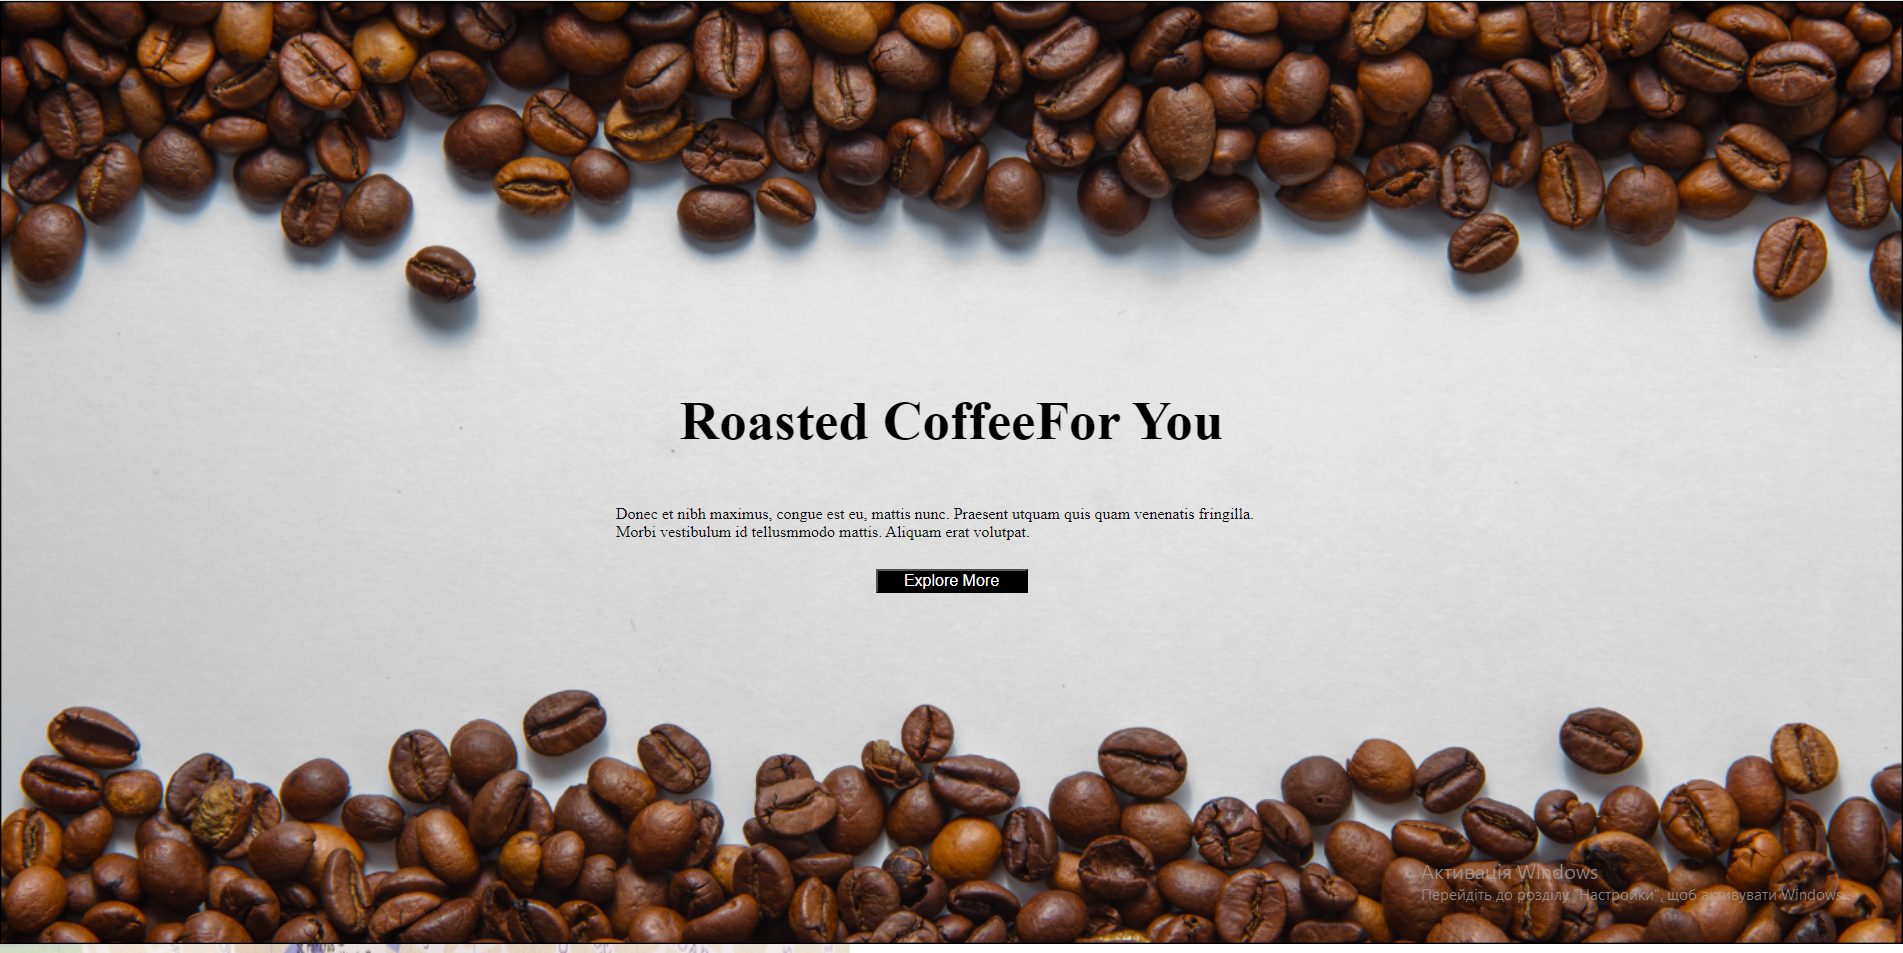 Roasted CoffeeFor You
Donec et nibh maximus, congue est eu, mattis nunc. Praesent utquam quis quam venenatis fringilla.
Morbi vestibulum id tellusmmodo mattis. Aliquam erat volutpat.
Explore More
Активація Windows
Перейдіть до розділу "Настройки", щоб активувати Windows.